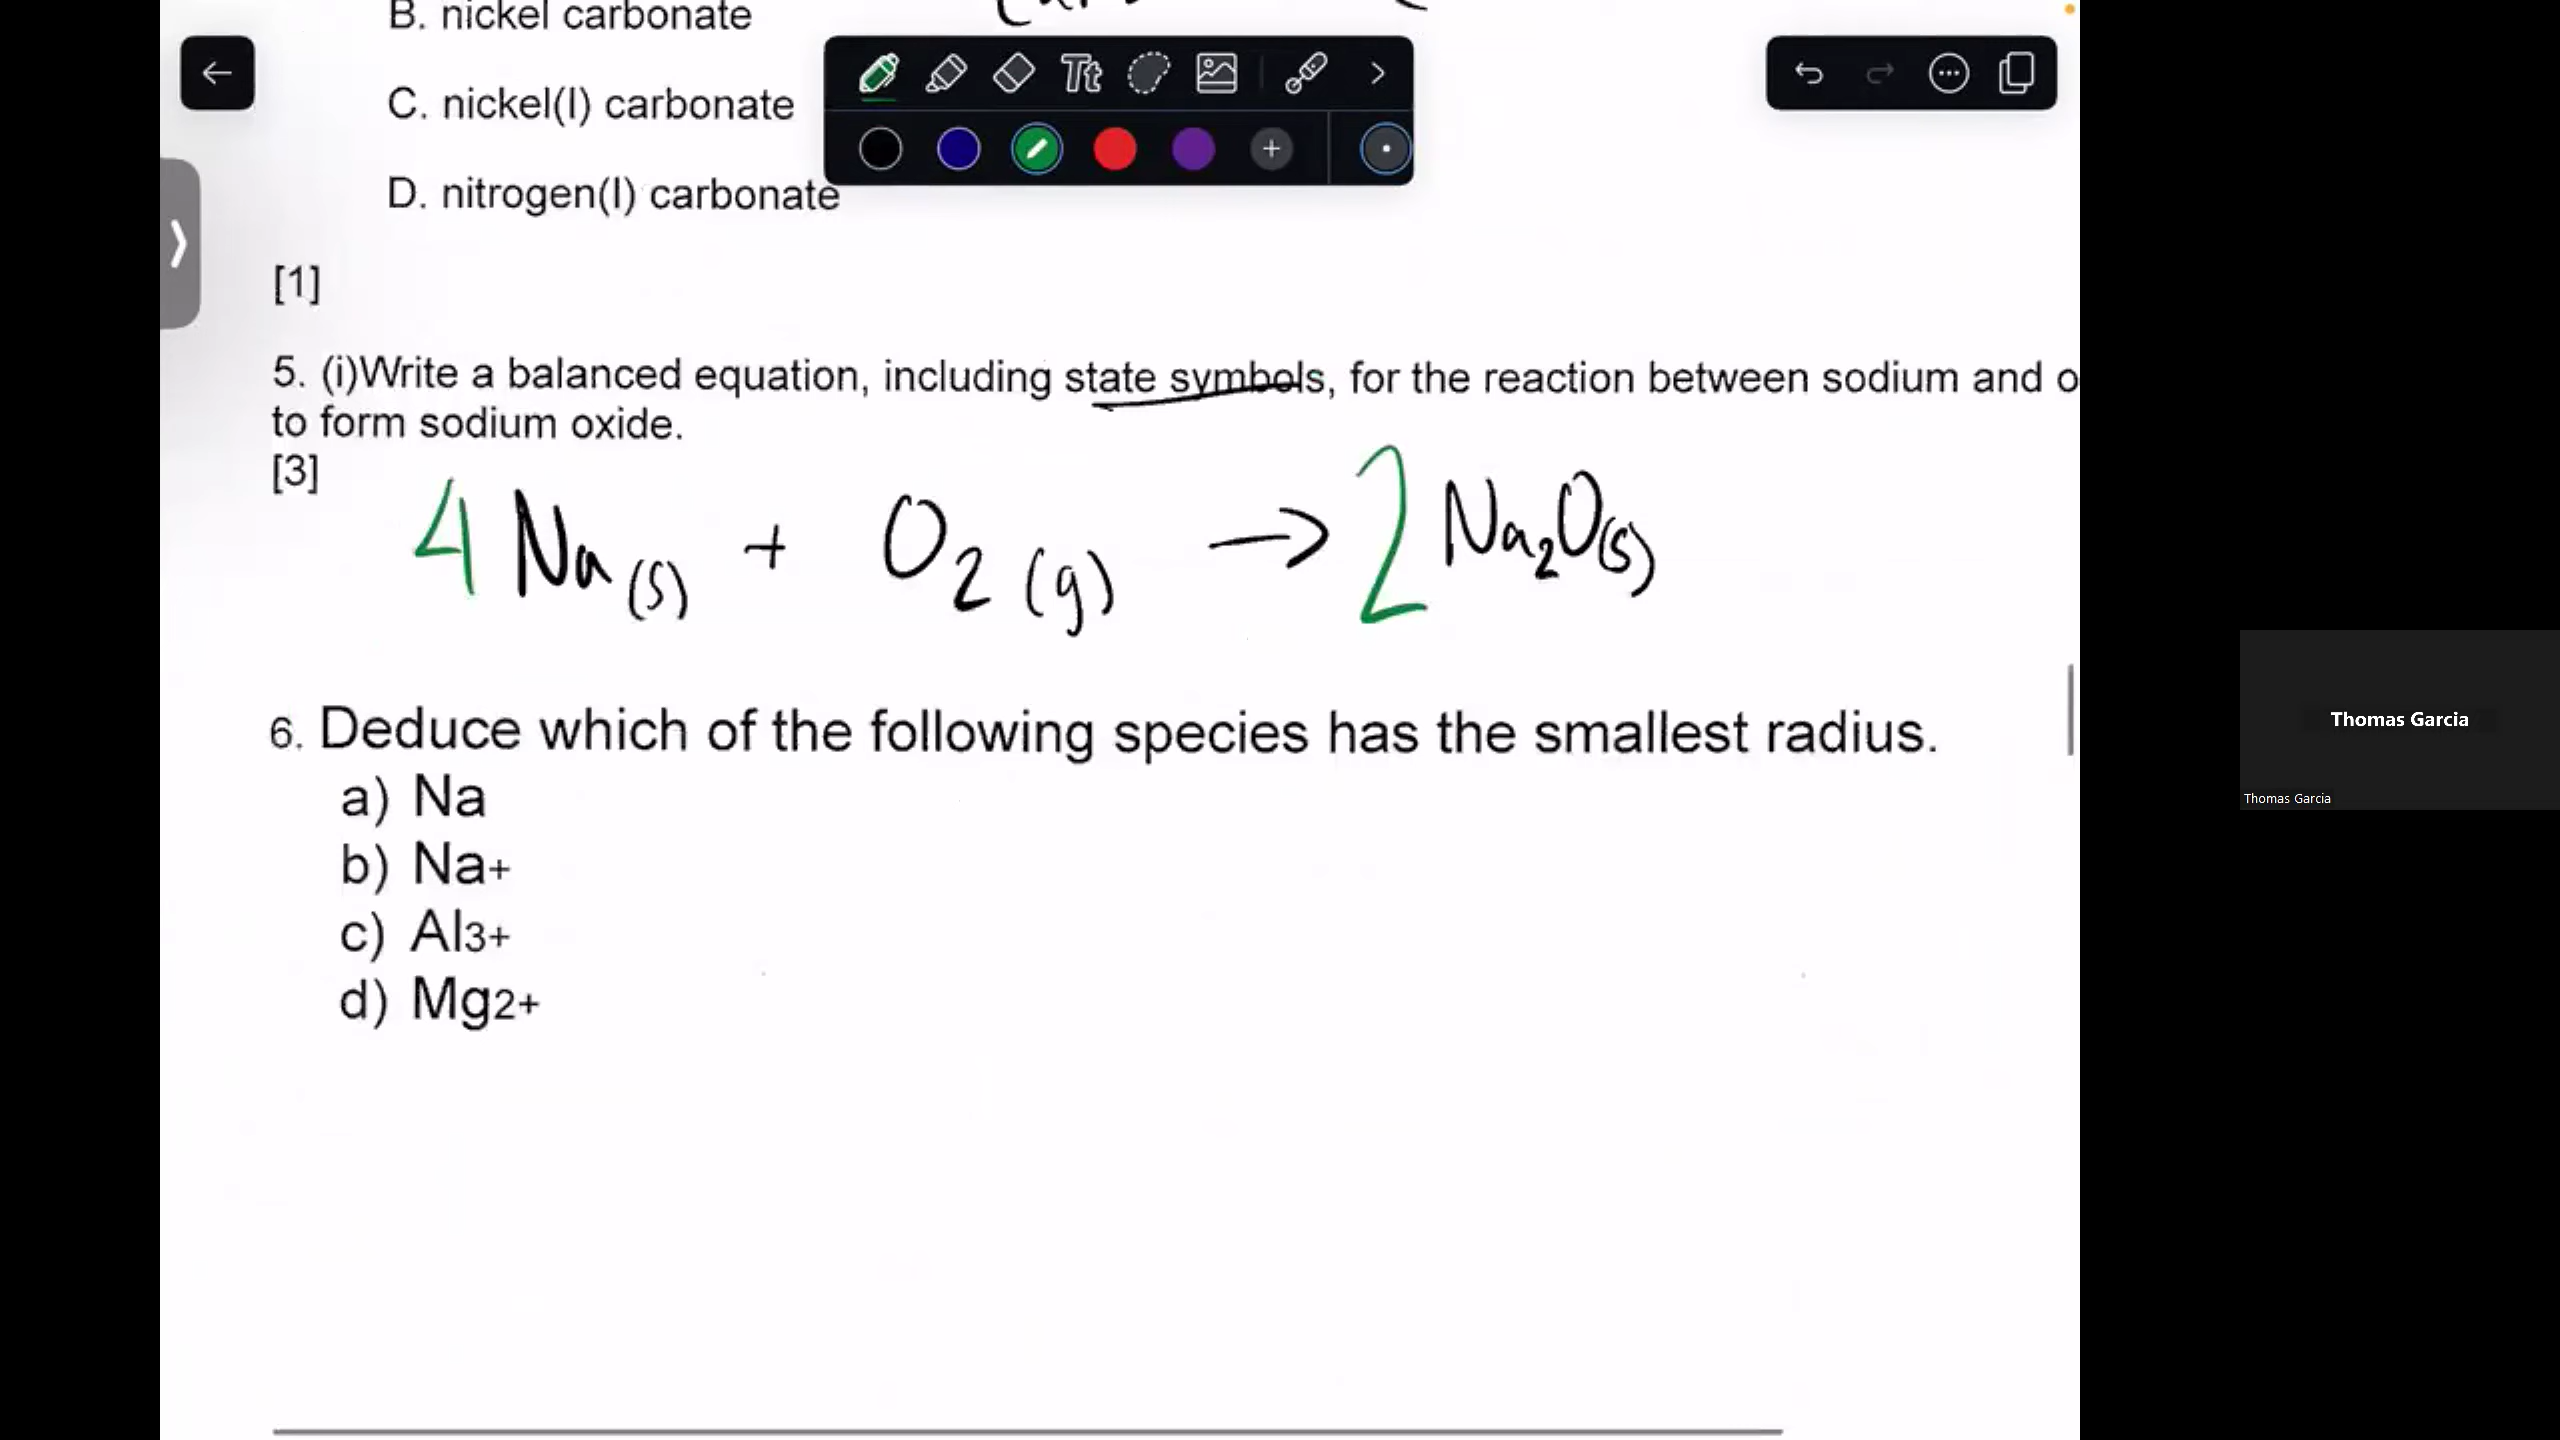 B. nickel carbonate
C. nickel(I) carbonate
D. nitrogen(I) carbonate
[1]
5. (i)Write a balanced equation, including state symbols, for the reaction between sodium and o
to form sodium oxide.
[3]
4 Na (s) + O2 (g) → 2 Na2O(s)
6. Deduce which of the following species has the smallest radius.
a) Na
b) Na+
c) Al3+
d) Mg2+
Tt
Thomas Garcia
Thomas Garcia